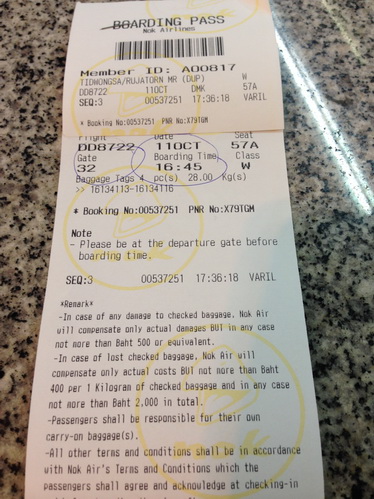 BOARDING PASS
Nok Airlines
Member ID: A00817
TIDWONGSA/RUJATORN MR (DUP) W
DD8722 11OCT DMK 57A
SEQ:3 00537251 17:36:18 VARIL
* Booking No:00537251 PNR No:X79TGM
Flight Date Seat
DD8722 11OCT 57A
Gate Boarding Time Class
32 16:45 W
Baggage Tags 4 pc(s) 28.00 Kg(s)
>> 16134113-16134116
* Booking No:00537251 PNR No:X79TGM
Note
- Please be at the departure gate before
boarding time.
SEQ:3 00537251 17:36:18 VARIL
*Remark*
-In case of any damage to checked baggage, Nok Air
will compensate only actual damages BUT in any case
not more than Baht 500 or equivalent.
-In case of lost checked baggage, Nok Air will
compensate only actual costs BUT not more than Baht
400 per 1 Kilogram of checked baggage and in any case
not more than Baht 2,000 in total.
-Passengers shall be responsible for their own
carry-on baggage(s).
-All other terms and conditions shall be in accordance
with Nok Air's Terms and Conditions which the
passengers shall agree and acknowledge at checking-in